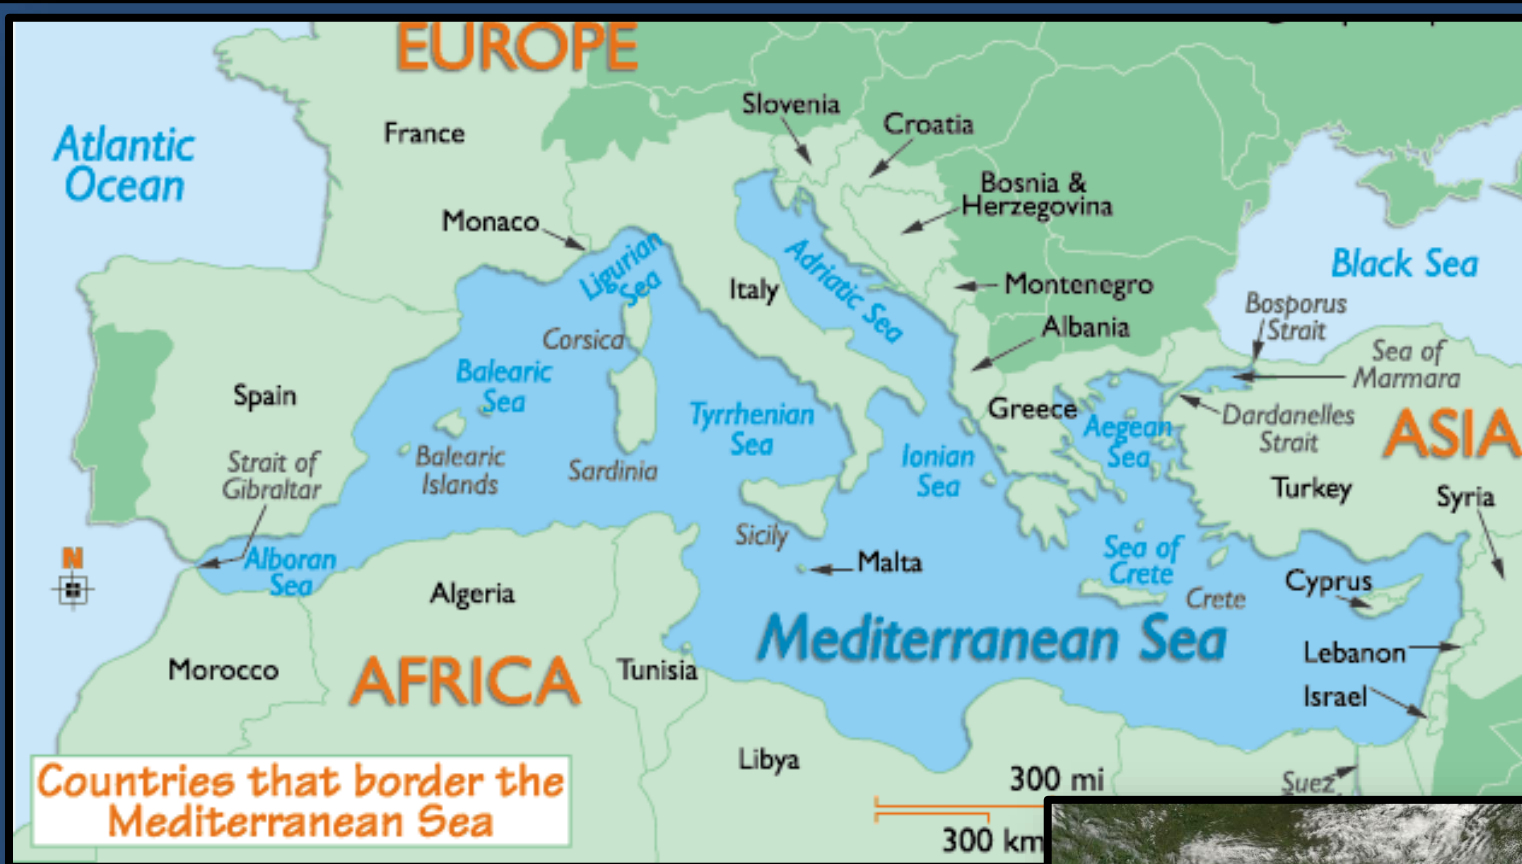 EUROPE
Slovenia
Croatia
France
Atlantic
Ocean
Bosnia &
Herzegovina
Monaco
Ligurian
Sea
Adriatic Sea
Black Sea
Italy
Montenegro
Bosporus
Strait
Albania
Corsica
Sea of
Marmara
Balearic
Sea
Spain
Tyrrhenian
Sea
Greece
Aegean
Sea
Dardanelles
Strait
ASIA
Ionian
Sea
Strait of
Gibraltar
Balearic
Islands
Sardinia
Turkey
Syria
Sicily
N
Alboran
Sea
Malta
Sea of
Crete
Cyprus
Algeria
Crete
Mediterranean Sea
Lebanon
Morocco
AFRICA
Tunisia
Israel
Libya
Countries that border the
Mediterranean Sea
300 mi
Suez
300 km